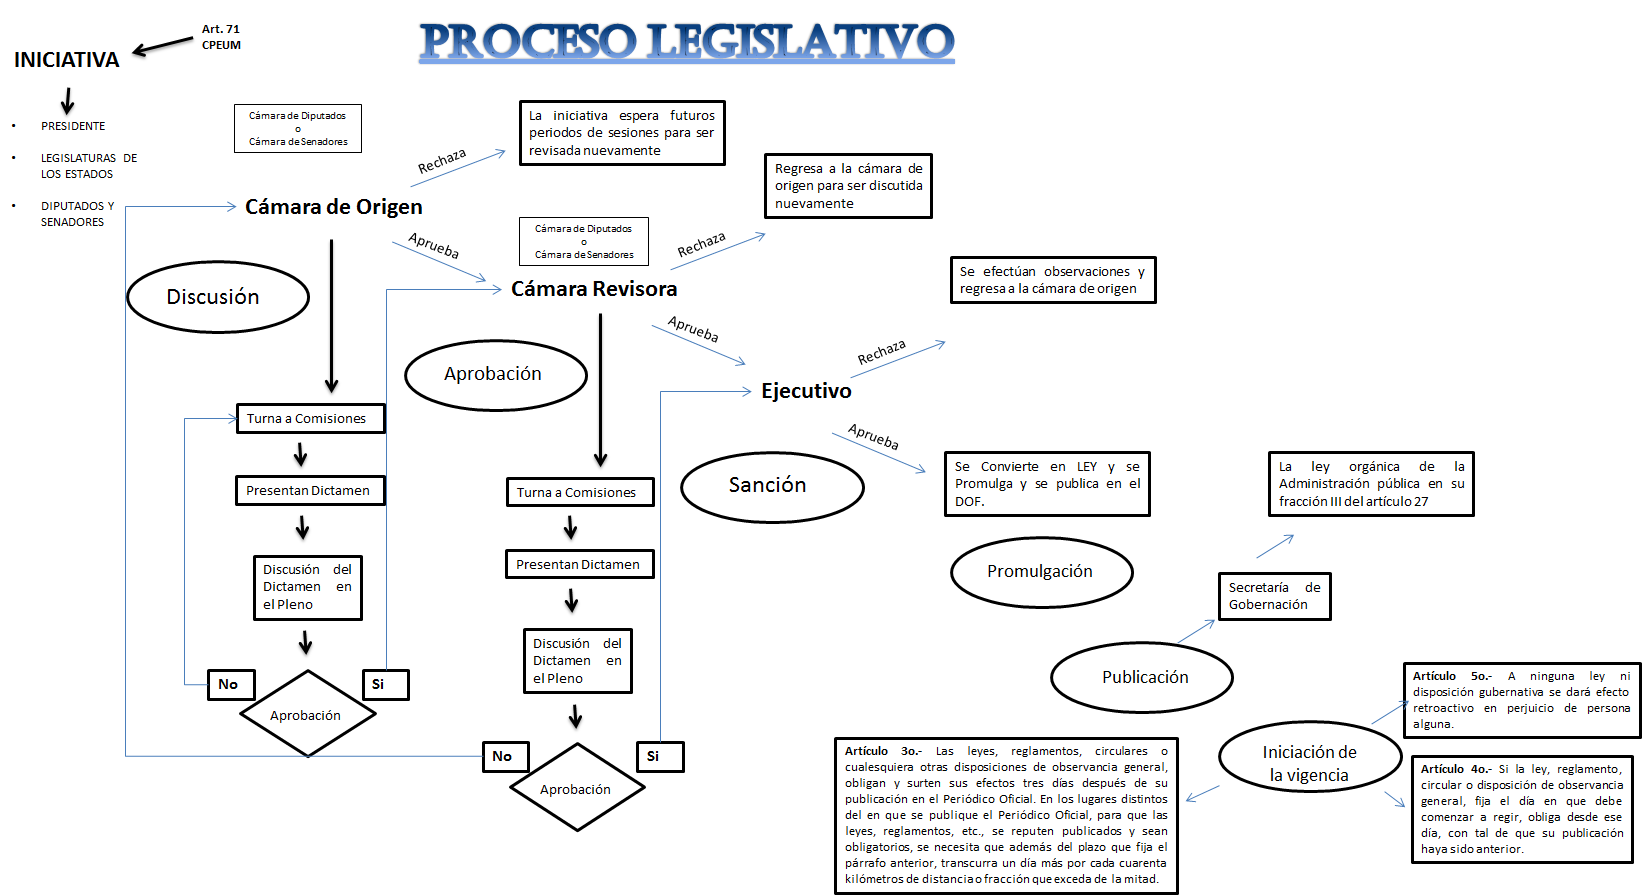 PROCESO LEGISLATIVO
Art. 71
CPEUM
INICIATIVA
• PRESIDENTE
• LEGISLATURAS DE
LOS ESTADOS
• DIPUTADOS Y
SENADORES
Cámara de Diputados
o
Cámara de Senadores
Cámara de Origen
Rechaza
La iniciativa espera futuros
periodos de sesiones para ser
revisada nuevamente
Aprueba
Discusión
Turna a Comisiones
Presentan Dictamen
Discusión del
Dictamen en
el Pleno
No
Si
Aprobación
Cámara de Diputados
o
Cámara de Senadores
Cámara Revisora
Rechaza
Regresa a la cámara de
origen para ser discutida
nuevamente
Aprueba
Aprobación
Turna a Comisiones
Presentan Dictamen
Discusión del
Dictamen en
el Pleno
No
Si
Aprobación
Ejecutivo
Rechaza
Se efectúan observaciones y
regresa a la cámara de origen
Aprueba
Sanción
Se Convierte en LEY y se
Promulga y se publica en el
DOF.
Promulgación
La ley orgánica de la
Administración pública en su
fracción III del artículo 27
Secretaría de
Gobernación
Publicación
Iniciación de
la vigencia
Artículo 5o.- A ninguna ley ni
disposición gubernativa se dará efecto
retroactivo en perjuicio de persona
alguna.
Artículo 4o.- Si la ley, reglamento,
circular o disposición de observancia
general, fija el día en que debe
comenzar a regir, obliga desde ese
día, con tal de que su publicación
haya sido anterior.
Artículo 3o.- Las leyes, reglamentos, circulares o
cualesquiera otras disposiciones de observancia general,
obligan y surten sus efectos tres días después de su
publicación en el Periódico Oficial. En los lugares distintos
del en que se publique el Periódico Oficial, para que las
leyes, reglamentos, etc., se reputen publicados y sean
obligatorios, se necesita que además del plazo que fija el
párrafo anterior, transcurra un día más por cada cuarenta
kilómetros de distancia o fracción que exceda de la mitad.